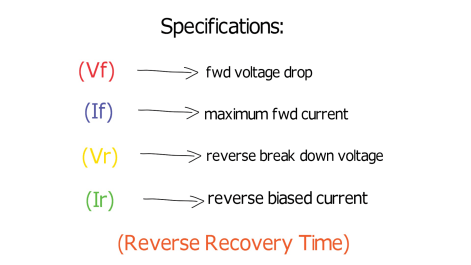 Specifications:
(Vf) fwd voltage drop
(If) maximum fwd current
(Vr) reverse break down voltage
(Ir) reverse biased current
(Reverse Recovery Time)